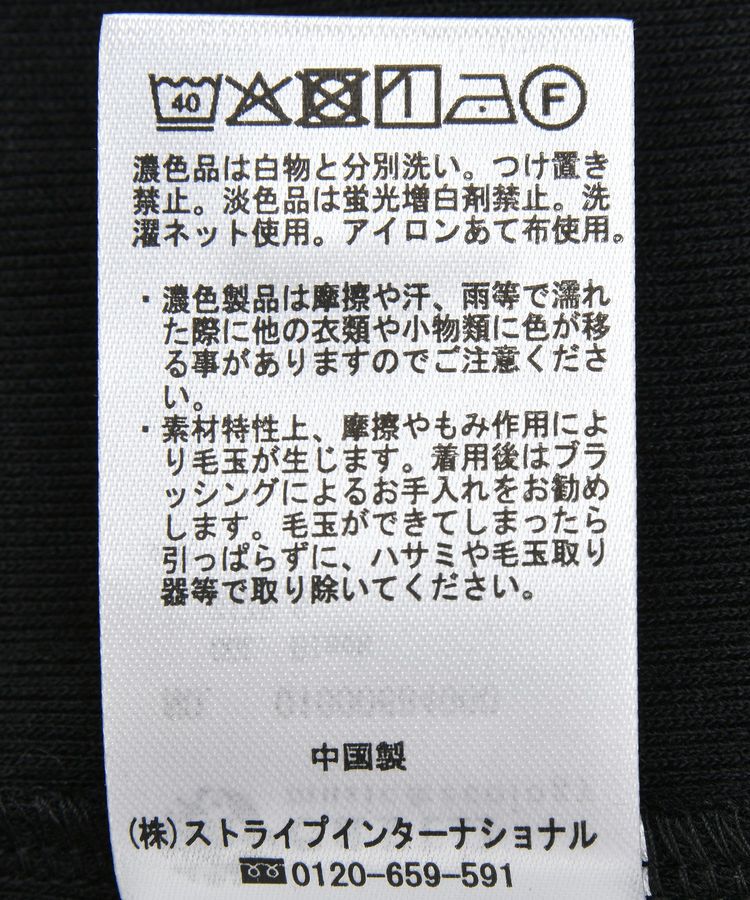 40 F
濃色品は白物と分別洗い。つけ置き
禁止。淡色品は蛍光増白剤禁止。洗
濯ネット使用。アイロンあて布使用。
・濃色製品は摩擦や汗、雨等で濡れ
た際に他の衣類や小物類に色が移
る事がありますのでご注意くださ
い。
・素材特性上、摩擦やもみ作用によ
り毛玉が生じます。着用後はブラ
ッシングによるお手入れをお勧め
します。毛玉ができてしまったら
引っぱらずに、ハサミや毛玉取り
器等で取り除いてください。
中国製
(株)ストライプインターナショナル
0120-659-591